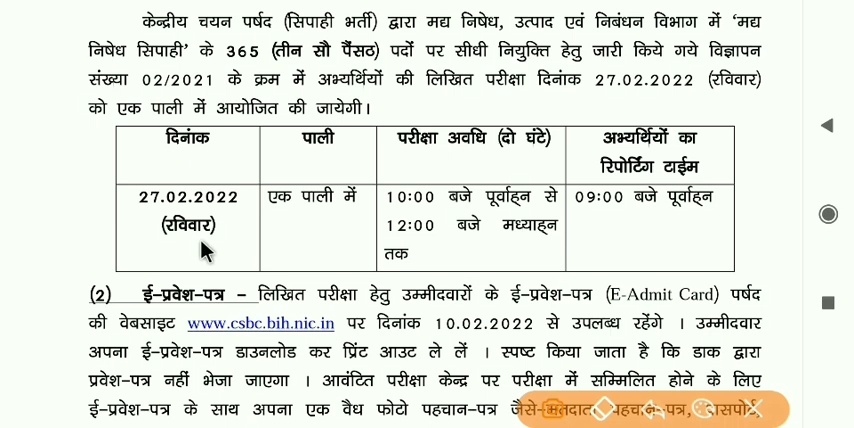 केन्द्रीय चयन पर्षद (सिपाही भर्ती) द्वारा मद्य निषेध, उत्पाद एवं निबंधन विभाग में 'मद्य
निषेध सिपाही' के 365 (तीन सौ पैंसठ) पदों पर सीधी नियुक्ति हेतु जारी किये गये विज्ञापन
संख्या 02/2021 के क्रम में अभ्यर्थियों की लिखित परीक्षा दिनांक 27.02.2022 (रविवार)
को एक पाली में आयोजित की जायेगी।
दिनांक पाली परीक्षा अवधि (दो घंटे) अभ्यर्थियों का
रिपोर्टिंग टाईम
27.02.2022 एक पाली में 10:00 बजे पूर्वाह्न से 09:00 बजे पूर्वाह्न
(रविवार) 12:00 बजे मध्याह्न
तक
(2) ई-प्रवेश-पत्र - लिखित परीक्षा हेतु उम्मीदवारों के ई-प्रवेश-पत्र (E-Admit Card) पर्षद
की वेबसाइट www.csbc.bih.nic.in पर दिनांक 10.02.2022 से उपलब्ध रहेंगे । उम्मीदवार
अपना ई-प्रवेश-पत्र डाउनलोड कर प्रिंट आउट ले लें । स्पष्ट किया जाता है कि डाक द्वारा
प्रवेश-पत्र नहीं भेजा जाएगा । आवंटित परीक्षा केन्द्र पर परीक्षा में सम्मिलित होने के लिए
ई-प्रवेश-पत्र के साथ अपना एक वैध फोटो पहचान-पत्र जैसे-मतदाता पहचान-पत्र, पासपोर्ट,